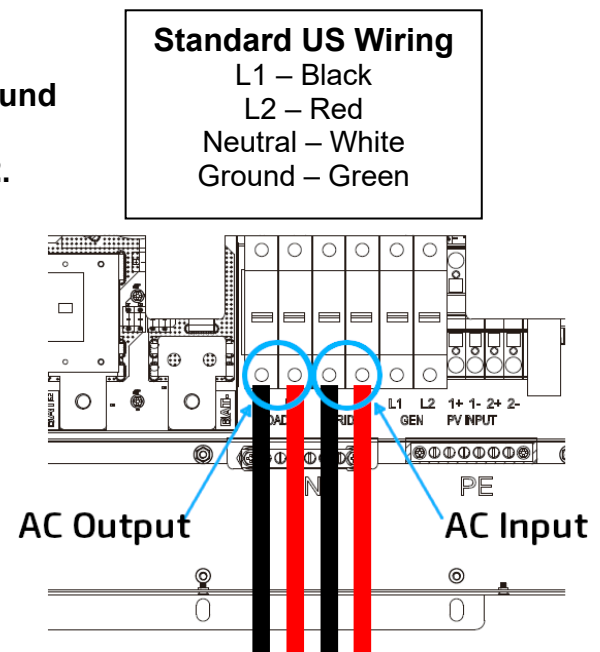 Standard US Wiring
L1 – Black
L2 – Red
Neutral – White
Ground – Green
L1 L2 1+ 1- 2+ 2-
GEN PV INPUT
BAT-
N
PE
AC Output
AC Input